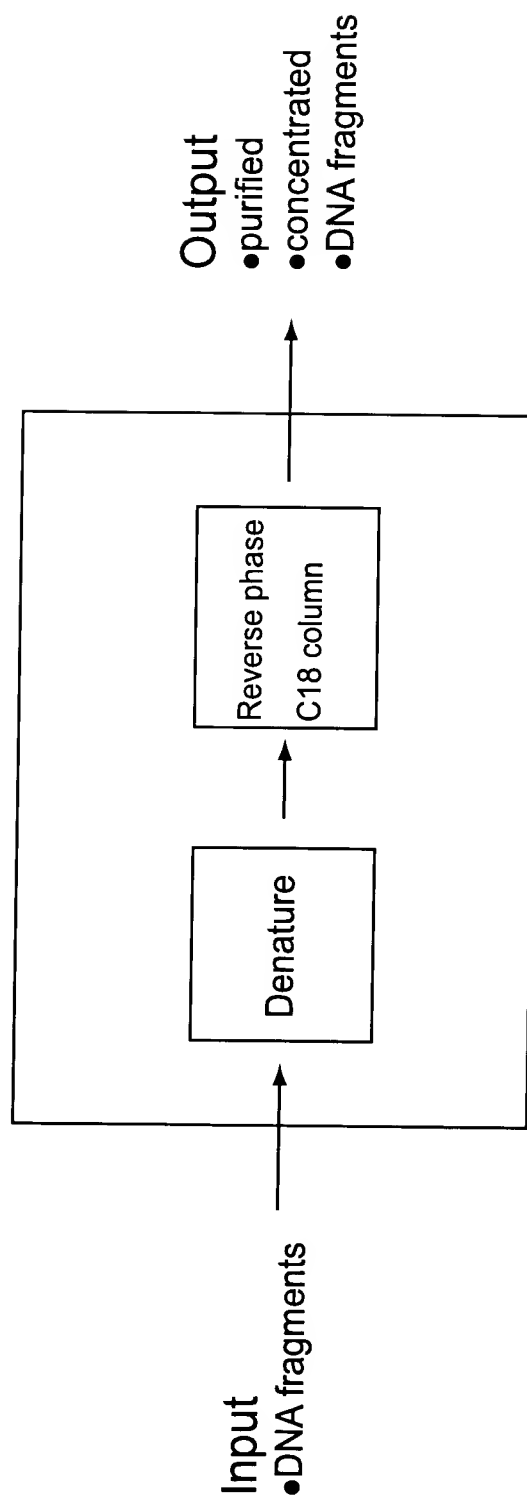 Input
●DNA fragments
Denature
Reverse phase
C18 column
Output
●purified
●concentrated
●DNA fragments